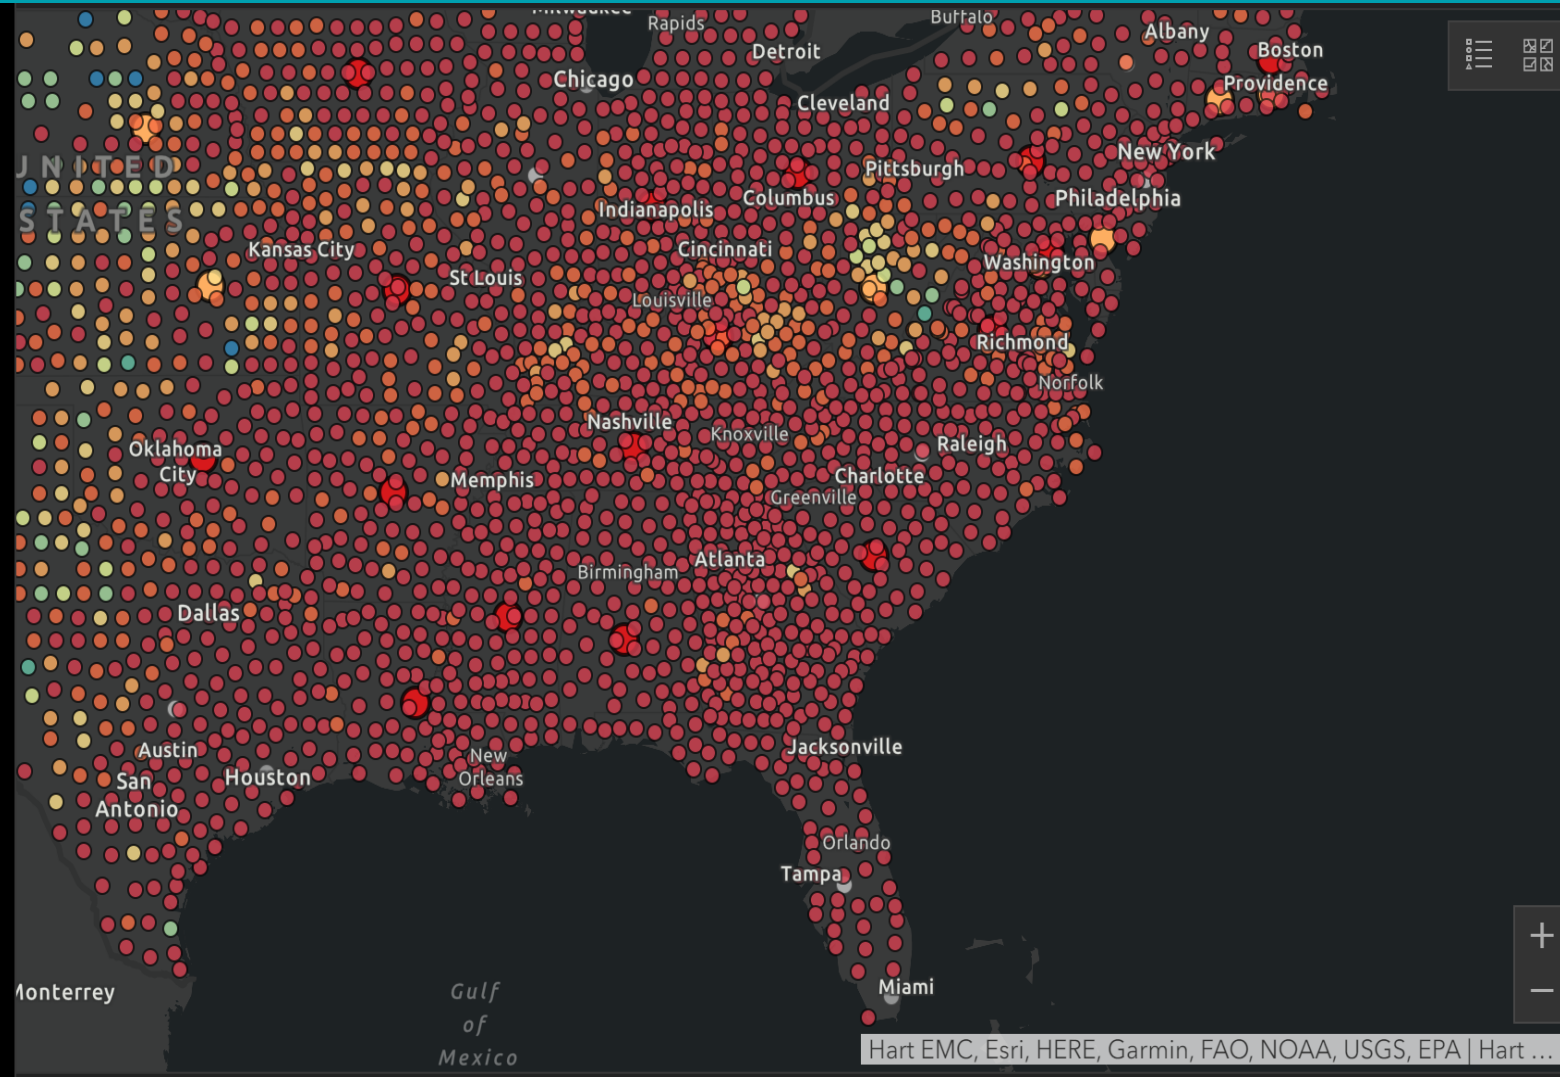 Milwaukee
Rapids
Buffalo
Albany
Detroit
Boston
Chicago
Providence
Cleveland
New York
UNITED
STATES
Pittsburgh
Columbus
Philadelphia
Indianapolis
Kansas City
Cincinnati
Washington
St Louis
Louisville
Richmond
Norfolk
Nashville
Knoxville
Raleigh
Oklahoma
City
Memphis
Charlotte
Greenville
Atlanta
Birmingham
Dallas
Jacksonville
Austin
New
Orleans
Houston
San
Antonio
Orlando
Tampa
Miami
Monterrey
Gulf
of
Mexico
+
−
Hart EMC, Esri, HERE, Garmin, FAO, NOAA, USGS, EPA | Hart ...